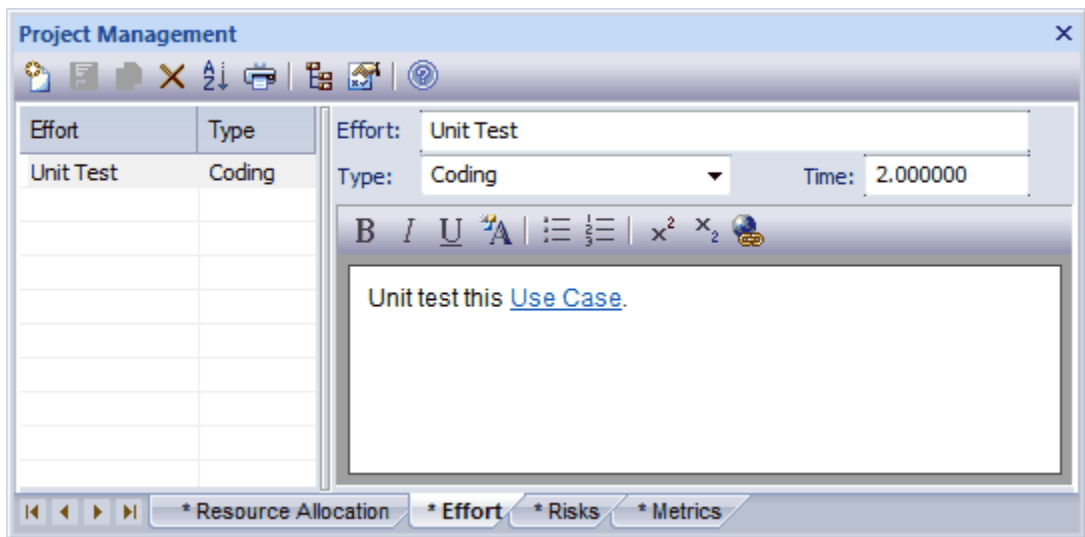 Project Management
Effort Type
Unit Test Coding
Effort: Unit Test
Type: Coding Time: 2.000000
B I U A x² x₂
Unit test this Use Case.
* Resource Allocation * Effort * Risks * Metrics